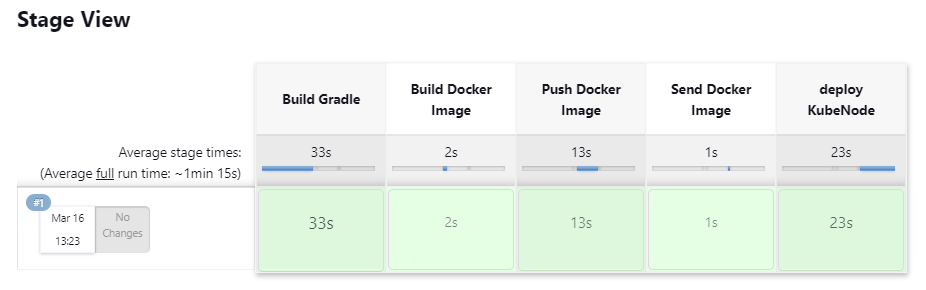 Stage View
Build Gradle
Build Docker
Image
Push Docker
Image
Send Docker
Image
deploy
KubeNode
Average stage times:
(Average full run time: ~1min 15s)
33s
2s
13s
1s
23s
#1
Mar 16
13:23
No
Changes
33s
2s
13s
1s
23s